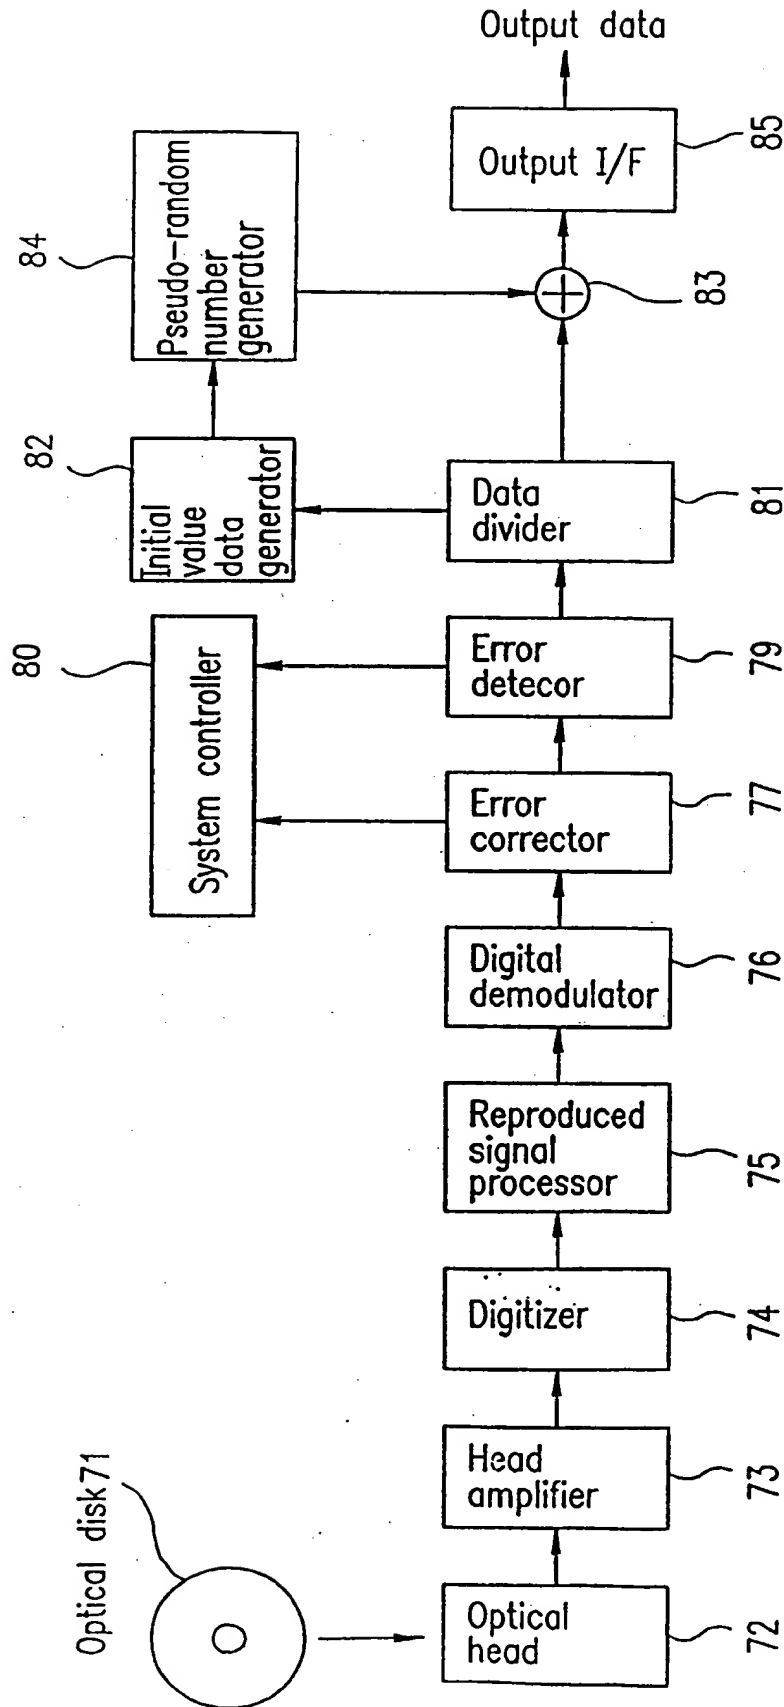 Optical disk71
Optical
head
72
Head
amplifier
73
Digitizer
74
Reproduced
signal
processor
75
Digital
demodulator
76
Error
corrector
77
Error
detecor
79
System controller
80
Data
divider
81
Initial
value
data
generator
82
Pseudo-random
number
generator
84
83
Output I/F
85
Output data